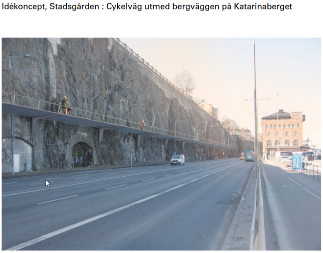 Idékoncept, Stadsgården : Cykelväg utmed bergväggen på Katarinaberget